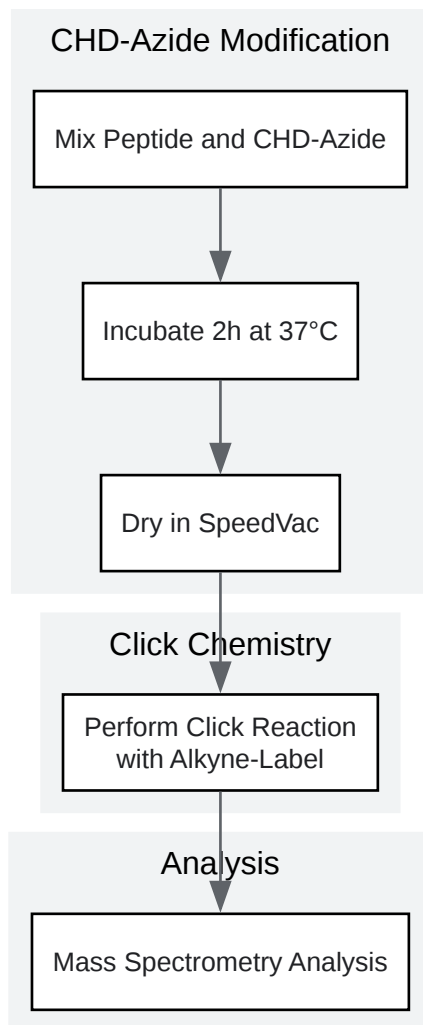 CHD-Azide Modification
Mix Peptide and CHD-Azide
Incubate 2h at 37°C
Dry in SpeedVac
Click Chemistry
Perform Click Reaction
with Alkyne-Label
Analysis
Mass Spectrometry Analysis